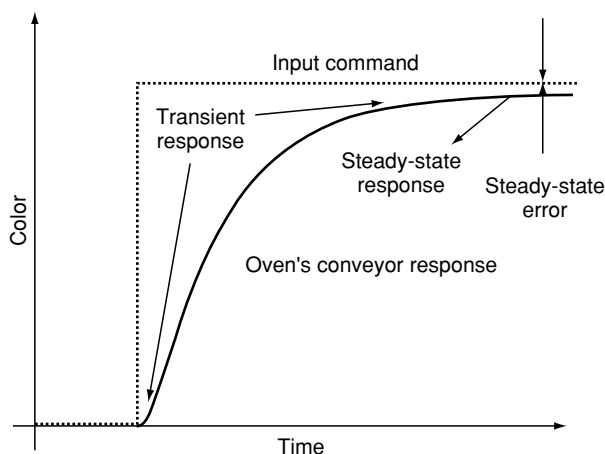 Input command
Transient
response
Steady-state
response
Steady-state
error
Color
Oven's conveyor response
Time